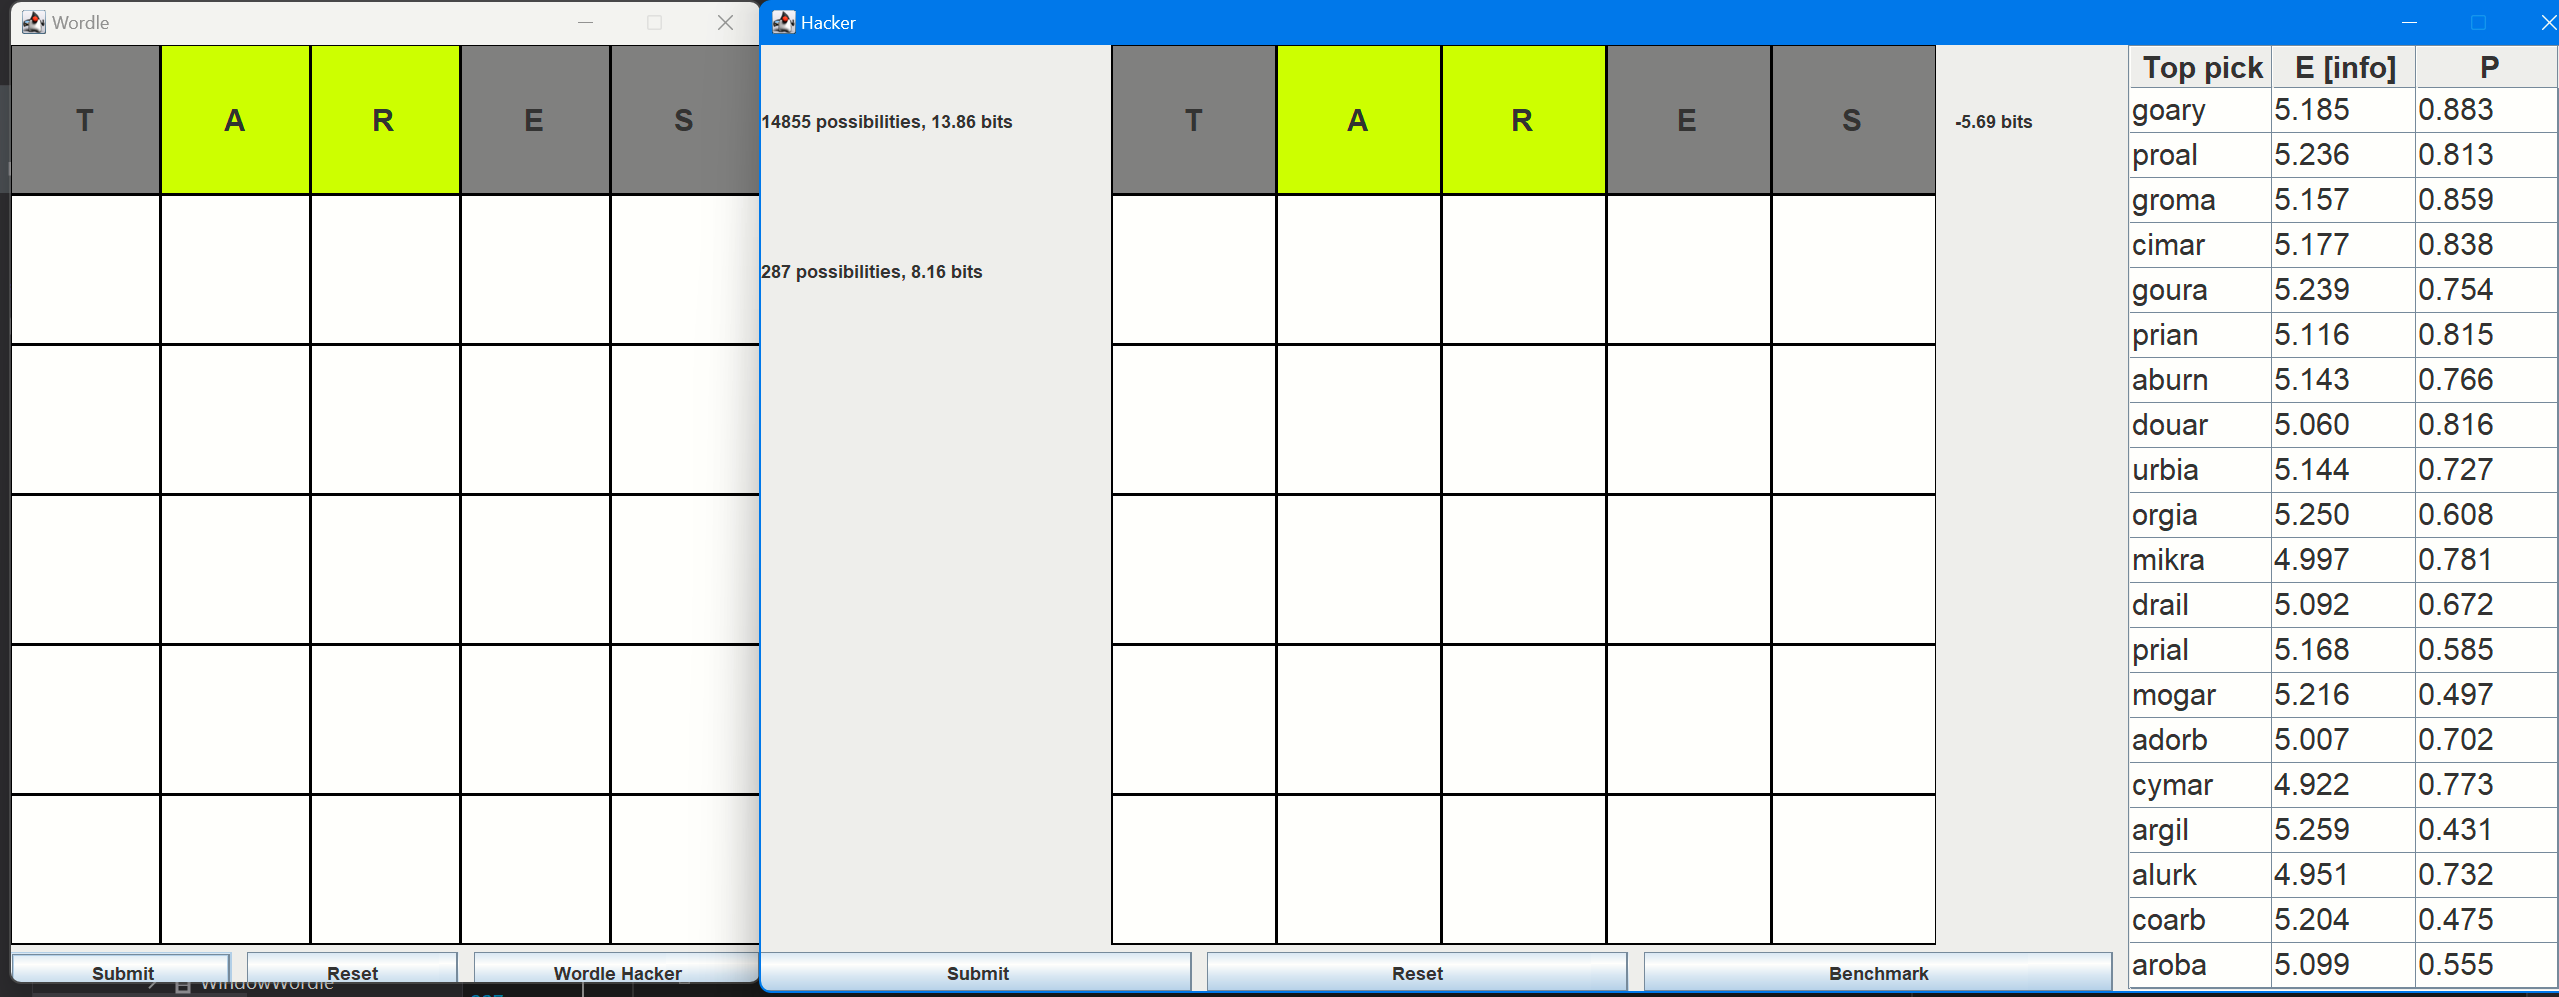 Wordle
T A R E S
Submit Reset Wordle Hacker
WindowWordle
Hacker
14855 possibilities, 13.86 bits
T A R E S
-5.69 bits
287 possibilities, 8.16 bits
Submit Reset Benchmark
Top pick E [info] P
goary 5.185 0.883
proal 5.236 0.813
groma 5.157 0.859
cimar 5.177 0.838
goura 5.239 0.754
prian 5.116 0.815
aburn 5.143 0.766
douar 5.060 0.816
urbia 5.144 0.727
orgia 5.250 0.608
mikra 4.997 0.781
drail 5.092 0.672
prial 5.168 0.585
mogar 5.216 0.497
adorb 5.007 0.702
cymar 4.922 0.773
argil 5.259 0.431
alurk 4.951 0.732
coarb 5.204 0.475
aroba 5.099 0.555